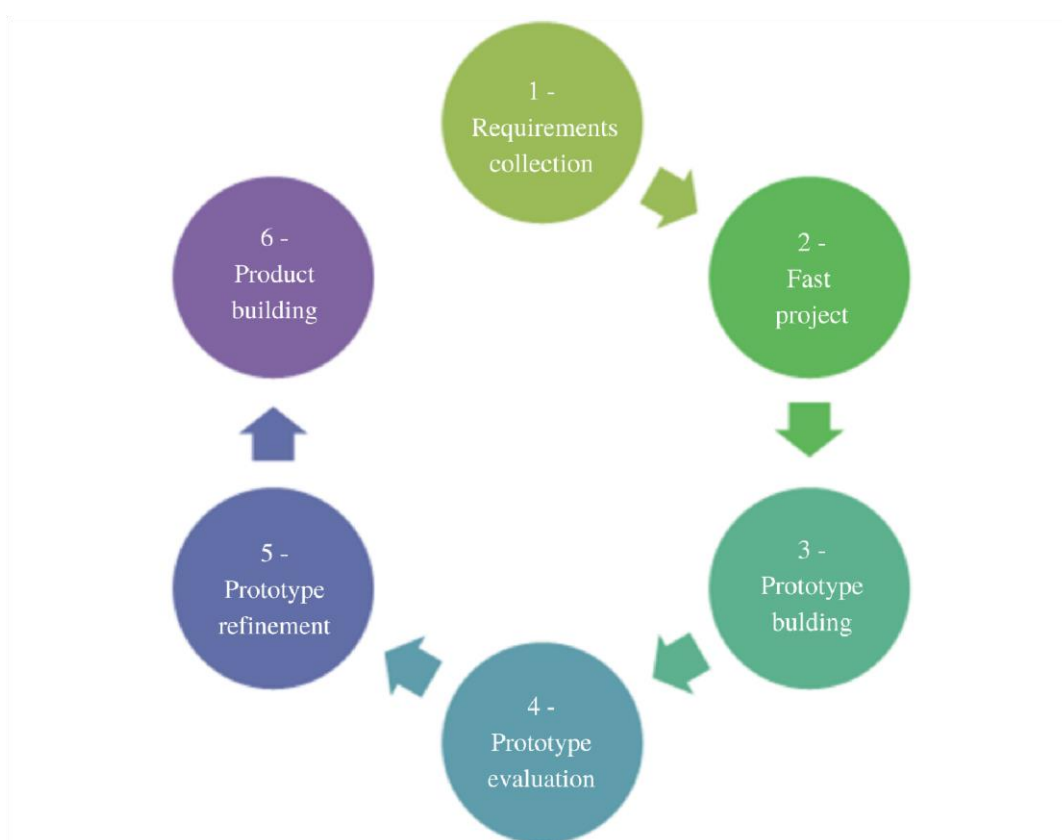 1 -
Requirements
collection
2 -
Fast
project
3 -
Prototype
bulding
4 -
Prototype
evaluation
5 -
Prototype
refinement
6 -
Product
building